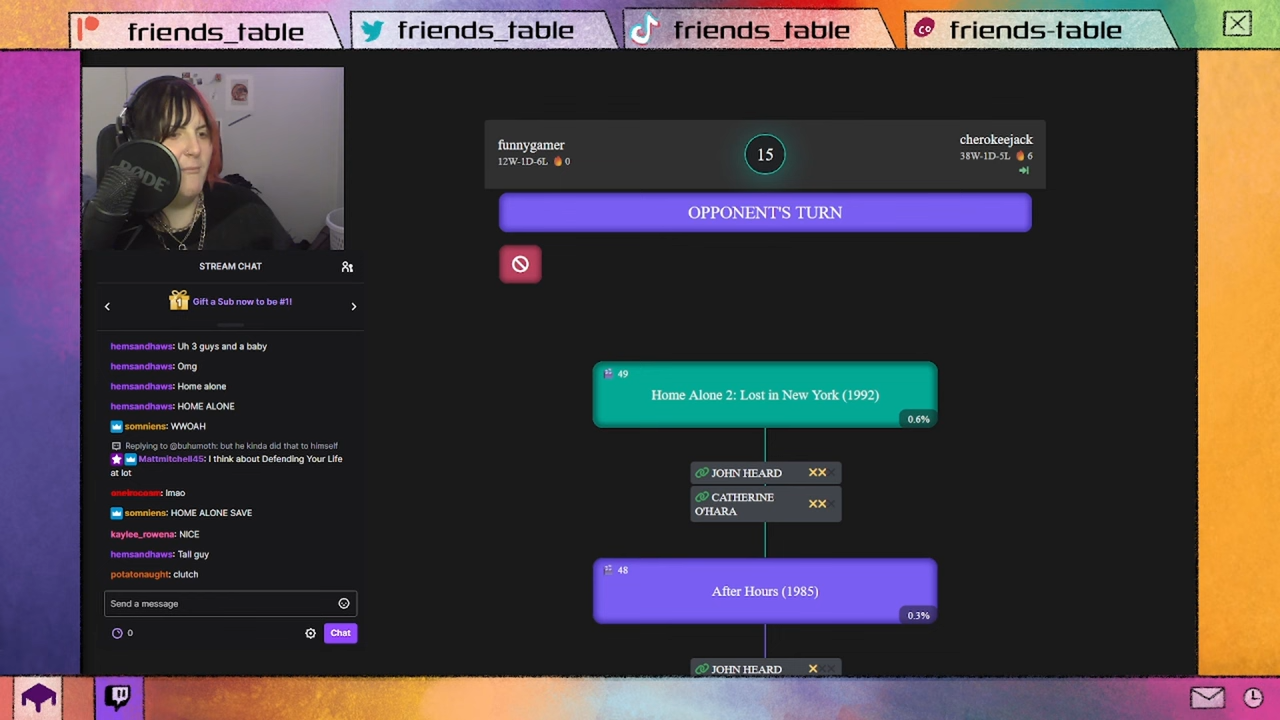 friends_table
friends_table
friends_table
friends-table
RØDE
funnygamer
12W-1D-6L 0
15
cherokeejack
38W-1D-5L 6
OPPONENT'S TURN
STREAM CHAT
1
Gift a Sub now to be #1!
hemsandhaws: Uh 3 guys and a baby
hemsandhaws: Omg
hemsandhaws: Home alone
hemsandhaws: HOME ALONE
somniens: WWOAH
Replying to @buhumoth: but he kinda did that to himself
Mattmitchell45: I think about Defending Your Life
at lot
aneirocosm: lmao
somniens: HOME ALONE SAVE
kaylee_rowena: NICE
hemsandhaws: Tall guy
potatonaught: clutch
Send a message
0
Chat
49
Home Alone 2: Lost in New York (1992)
0.6%
JOHN HEARD
CATHERINE
O'HARA
48
After Hours (1985)
0.3%
JOHN HEARD